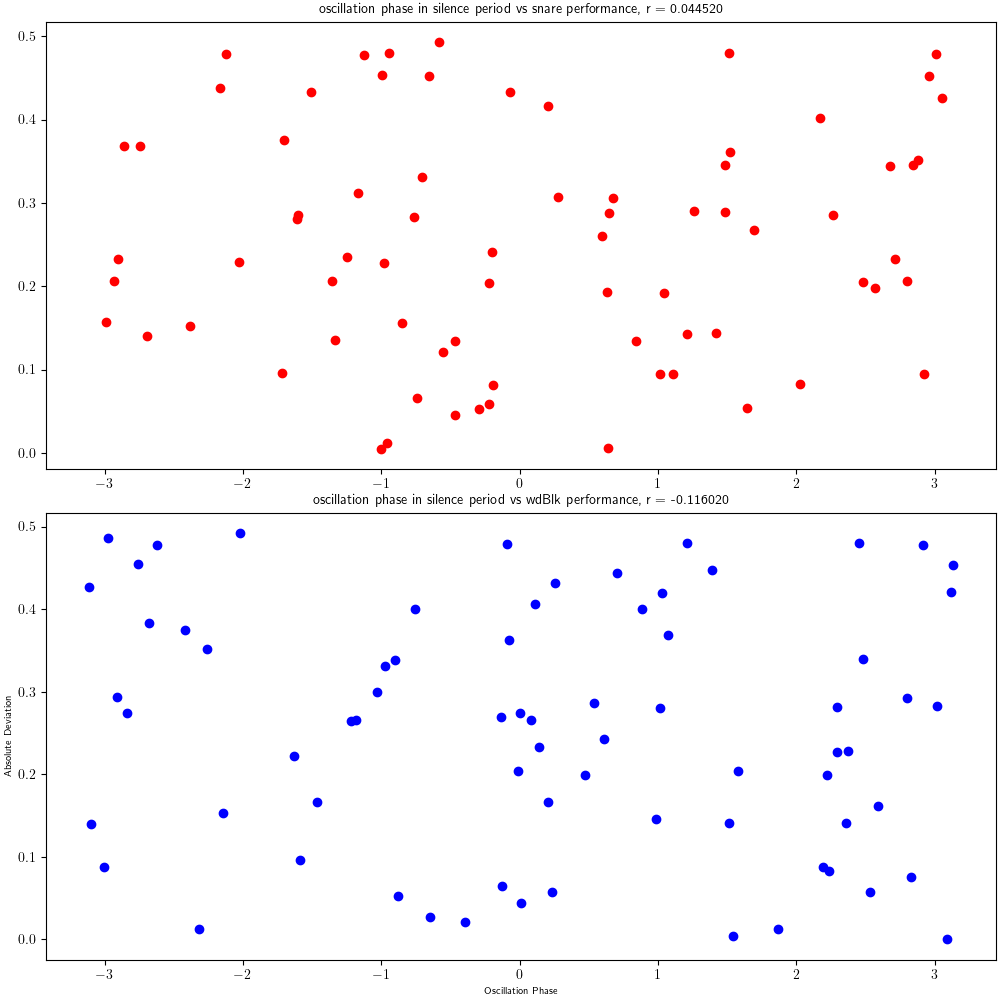 oscillation phase in silence period vs snare performance, r = 0.044520
0.5
0.4
0.3
0.2
0.1
0.0
−3 −2 −1 0 1 2 3
oscillation phase in silence period vs wdBlk performance, r = -0.116020
0.5
0.4
0.3
0.2
0.1
0.0
Absolute Deviation
−3 −2 −1 0 1 2 3
Oscillation Phase